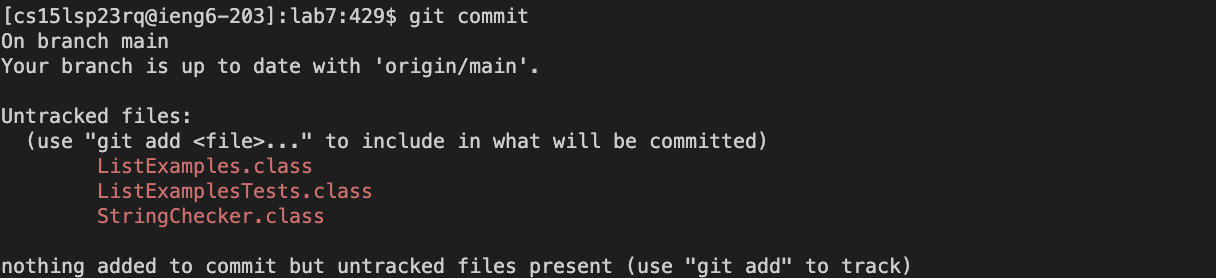 [cs15lsp23rq@ieng6-203]:lab7:429$ git commit
On branch main
Your branch is up to date with 'origin/main'.
Untracked files:
(use "git add <file>..." to include in what will be committed)
ListExamples.class
ListExamplesTests.class
StringChecker.class
nothing added to commit but untracked files present (use "git add" to track)